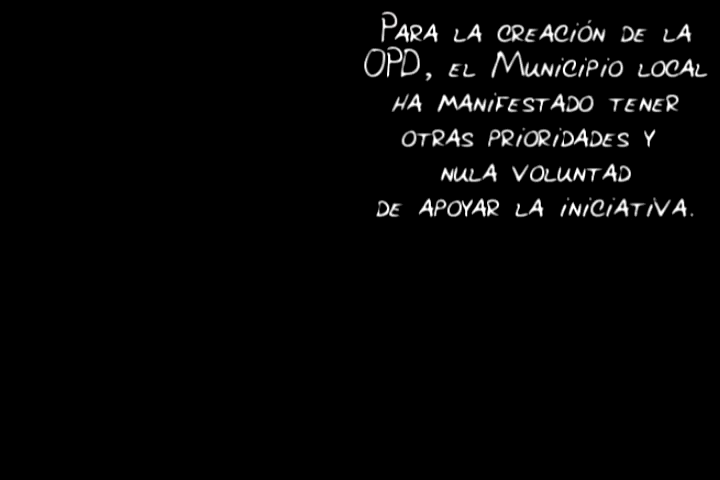 Para la creación de la
OPD, el Municipio local
ha manifestado tener
otras prioridades y
nula voluntad
de apoyar la iniciativa.